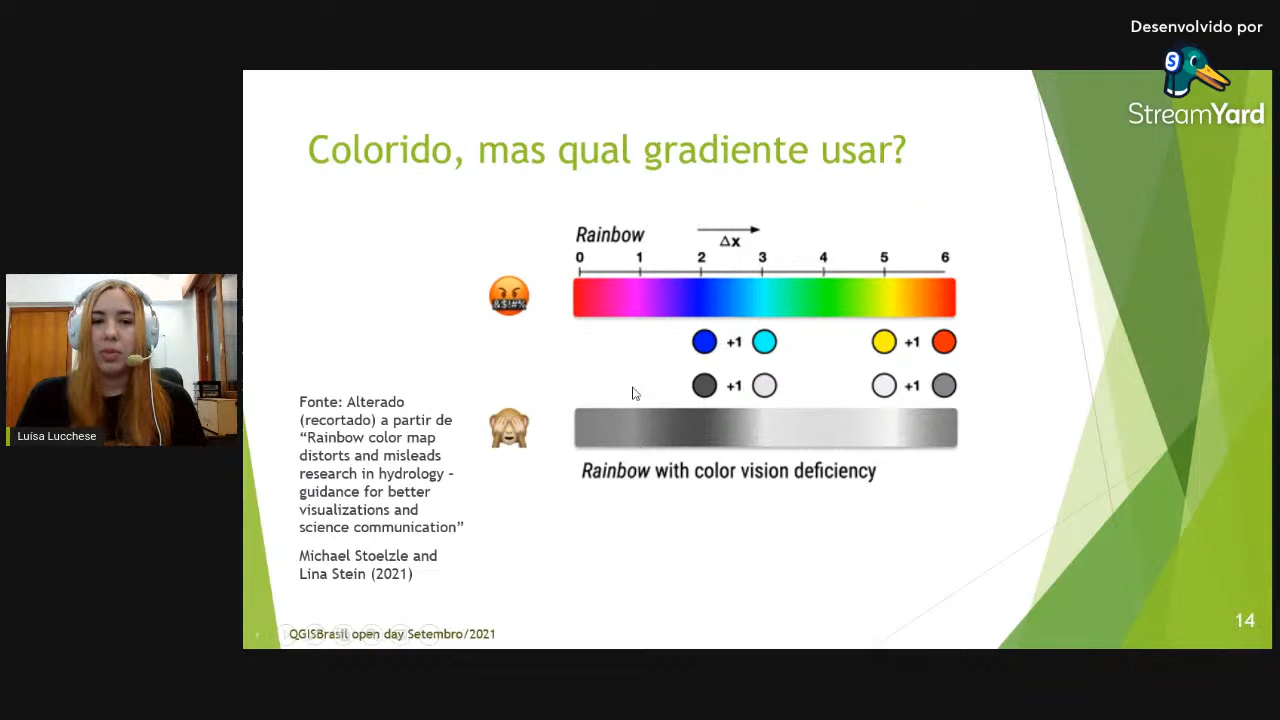 Desenvolvido por
StreamYard
Colorido, mas qual gradiente usar?
Rainbow
Δx
0 1 2 3 4 5 6
&$!#%
+1 +1
+1 +1
Rainbow with color vision deficiency
Fonte: Alterado
(recortado) a partir de
“Rainbow color map
distorts and misleads
research in hydrology -
guidance for better
visualizations and
science communication”
Michael Stoelzle and
Lina Stein (2021)
Luísa Lucchese
QGISBrasil open day Setembro/2021
14